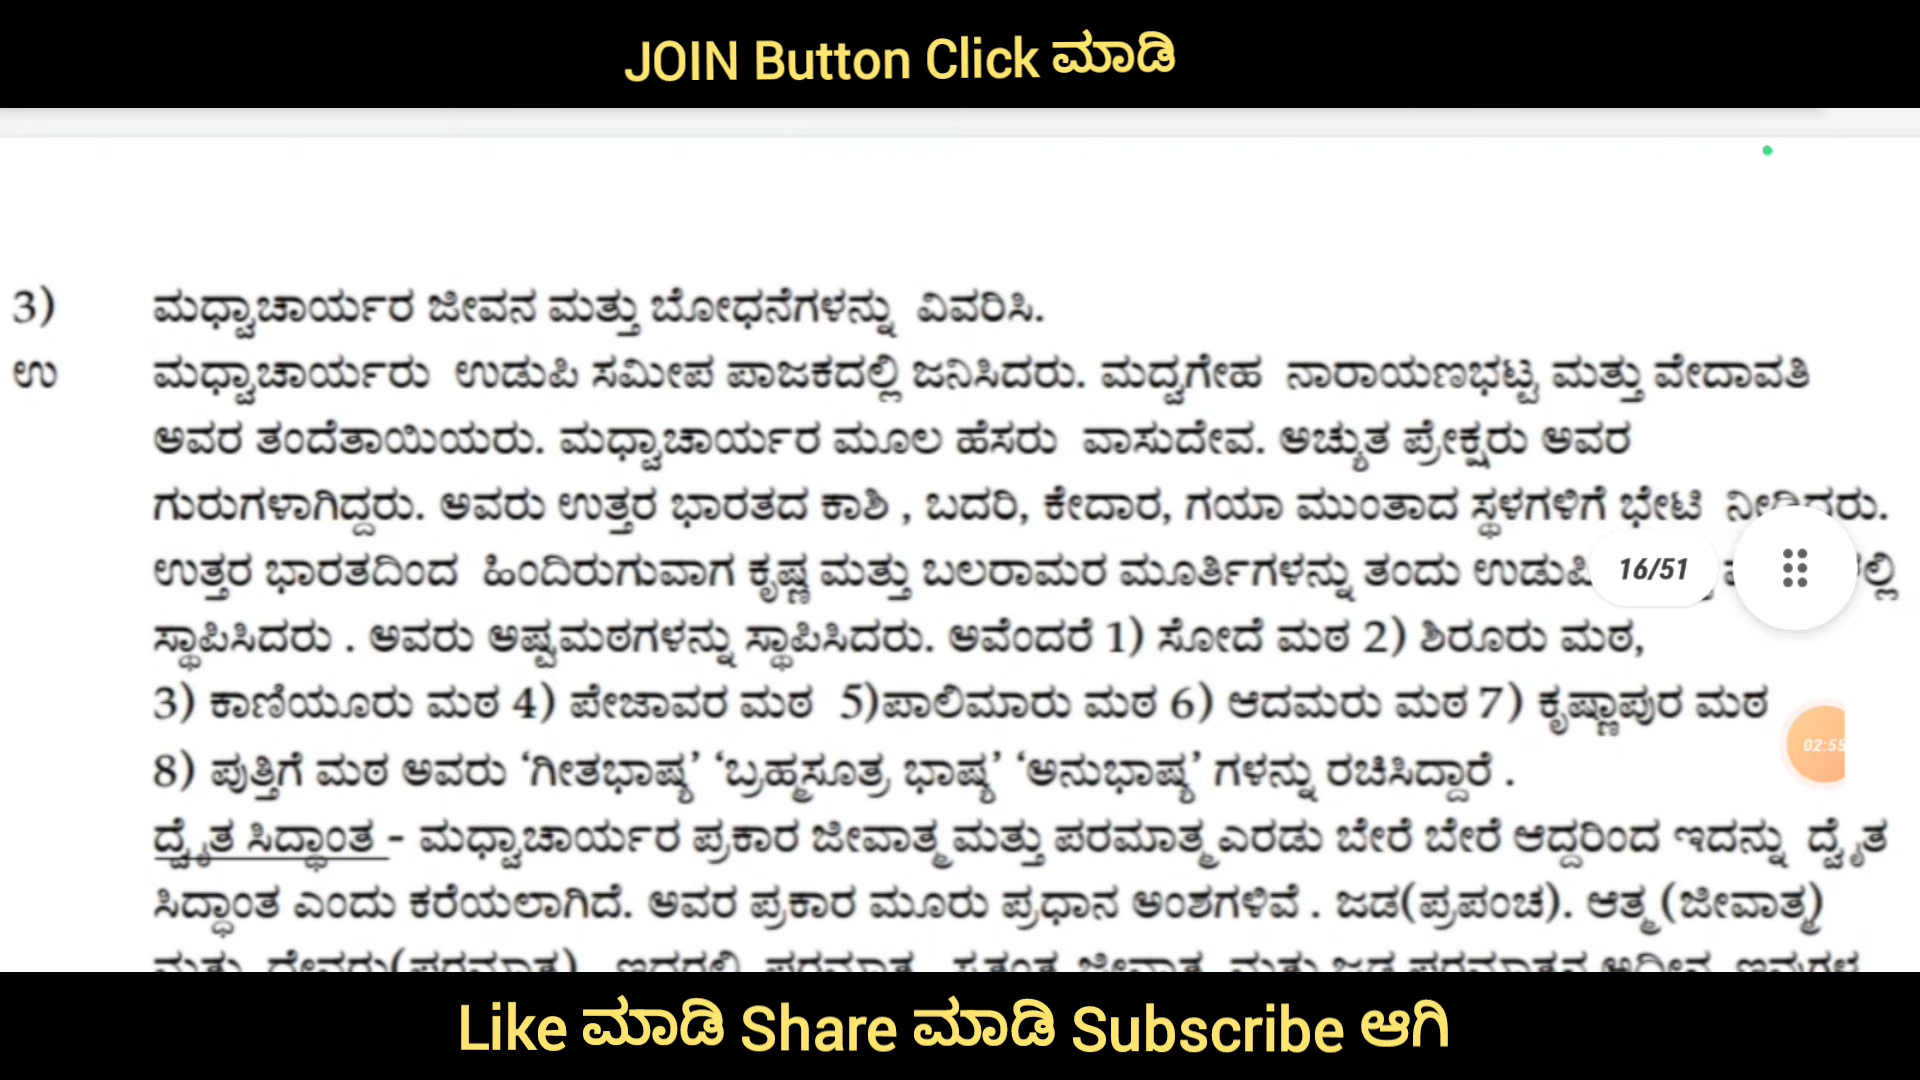 JOIN Button Click ಮಾಡಿ
3) ಮಧ್ವಾಚಾರ್ಯರ ಜೀವನ ಮತ್ತು ಬೋಧನೆಗಳನ್ನು ವಿವರಿಸಿ.
ಉ ಮಧ್ವಾಚಾರ್ಯರು ಉಡುಪಿ ಸಮೀಪ ಪಾಜಕದಲ್ಲಿ ಜನಿಸಿದರು. ಮದ್ವಗೇಹ ನಾರಾಯಣಭಟ್ಟ ಮತ್ತು ವೇದಾವತಿ
ಅವರ ತಂದೆತಾಯಿಯರು. ಮಧ್ವಾಚಾರ್ಯರ ಮೂಲ ಹೆಸರು ವಾಸುದೇವ. ಅಚ್ಯುತ ಪ್ರೇಕ್ಷರು ಅವರ
ಗುರುಗಳಾಗಿದ್ದರು. ಅವರು ಉತ್ತರ ಭಾರತದ ಕಾಶಿ , ಬದರಿ, ಕೇದಾರ, ಗಯಾ ಮುಂತಾದ ಸ್ಥಳಗಳಿಗೆ ಭೇಟಿ ನೀಡಿದರು.
ಉತ್ತರ ಭಾರತದಿಂದ ಹಿಂದಿರುಗುವಾಗ ಕೃಷ್ಣ ಮತ್ತು ಬಲರಾಮರ ಮೂರ್ತಿಗಳನ್ನು ತಂದು ಉಡುಪಿ 16/51
ಸ್ಥಾಪಿಸಿದರು . ಅವರು ಅಷ್ಟಮಠಗಳನ್ನು ಸ್ಥಾಪಿಸಿದರು. ಅವೆಂದರೆ 1) ಸೋದೆ ಮಠ 2) ಶಿರೂರು ಮಠ,
3) ಕಾಣಿಯೂರು ಮಠ 4) ಪೇಜಾವರ ಮಠ 5)ಪಾಲಿಮಾರು ಮಠ 6) ಆದಮರು ಮಠ 7) ಕೃಷ್ಣಾಪುರ ಮಠ
02:55
8) ಪುತ್ತಿಗೆ ಮಠ ಅವರು ‘ಗೀತಭಾಷ್ಯ’ ‘ಬ್ರಹ್ಮಸೂತ್ರ ಭಾಷ್ಯ’ ‘ಅನುಭಾಷ್ಯ’ ಗಳನ್ನು ರಚಿಸಿದ್ದಾರೆ .
ದ್ವೈತ ಸಿದ್ಧಾಂತ - ಮಧ್ವಾಚಾರ್ಯರ ಪ್ರಕಾರ ಜೀವಾತ್ಮ ಮತ್ತು ಪರಮಾತ್ಮ ಎರಡು ಬೇರೆ ಬೇರೆ ಆದ್ದರಿಂದ ಇದನ್ನು ದ್ವೈತ
ಸಿದ್ಧಾಂತ ಎಂದು ಕರೆಯಲಾಗಿದೆ. ಅವರ ಪ್ರಕಾರ ಮೂರು ಪ್ರಧಾನ ಅಂಶಗಳಿವೆ . ಜಡ(ಪ್ರಪಂಚ). ಆತ್ಮ (ಜೀವಾತ್ಮ)
Like ಮಾಡಿ Share ಮಾಡಿ Subscribe ಆಗಿ